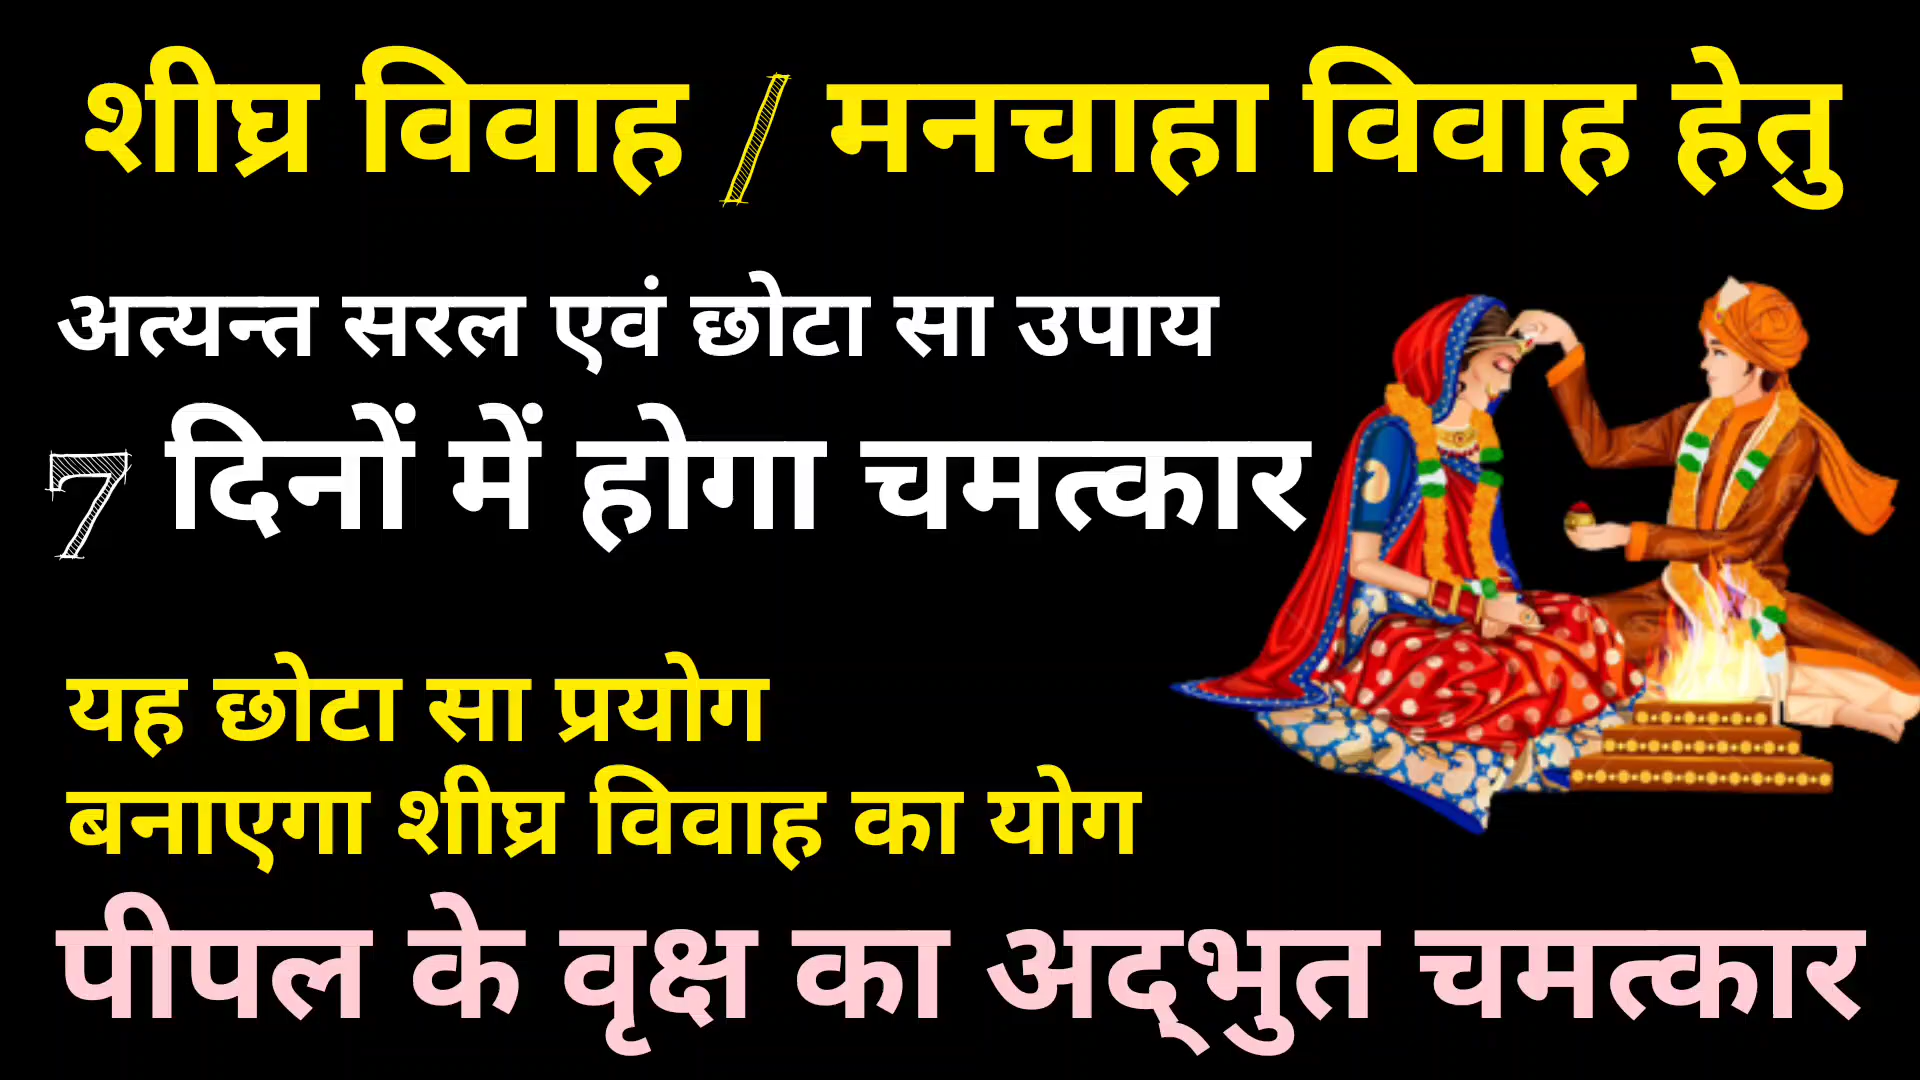 शीघ्र विवाह / मनचाहा विवाह हेतु
अत्यन्त सरल एवं छोटा सा उपाय
7 दिनों में होगा चमत्कार
यह छोटा सा प्रयोग
बनाएगा शीघ्र विवाह का योग
पीपल के वृक्ष का अद्‌भुत चमत्कार